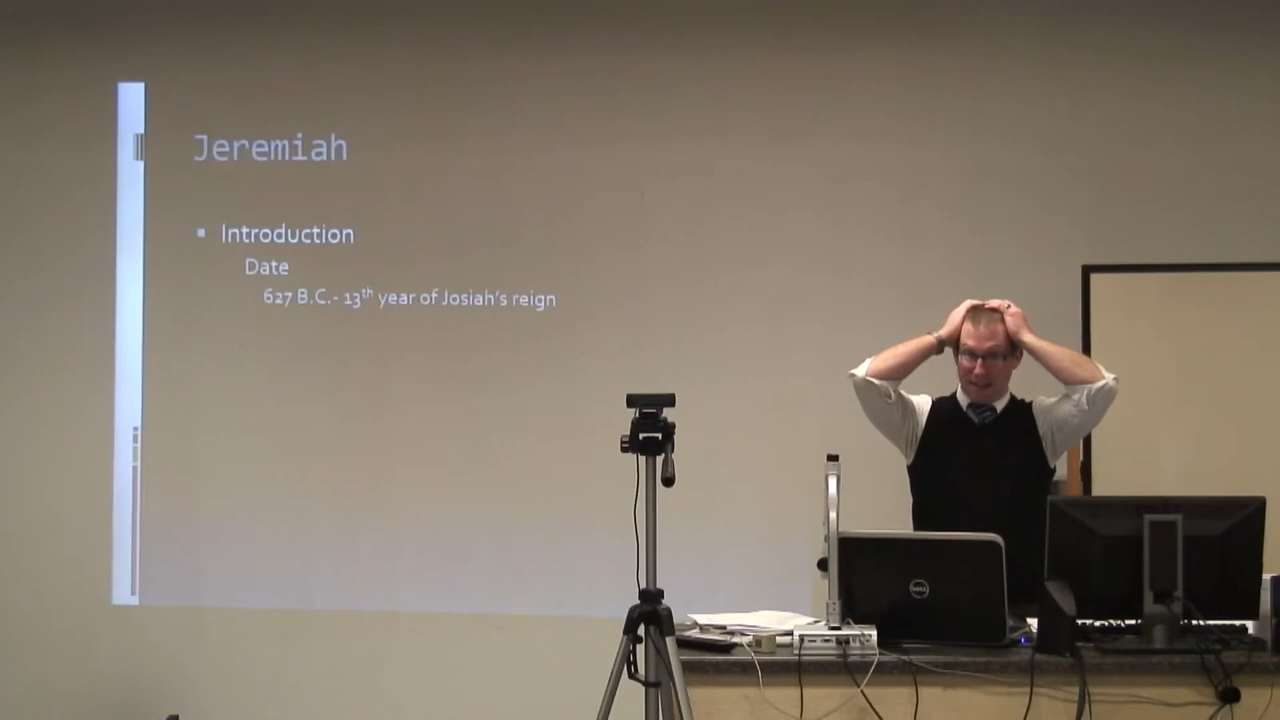 Jeremiah
▪ Introduction
Date
627 B.C.- 13th year of Josiah's reign
DELL